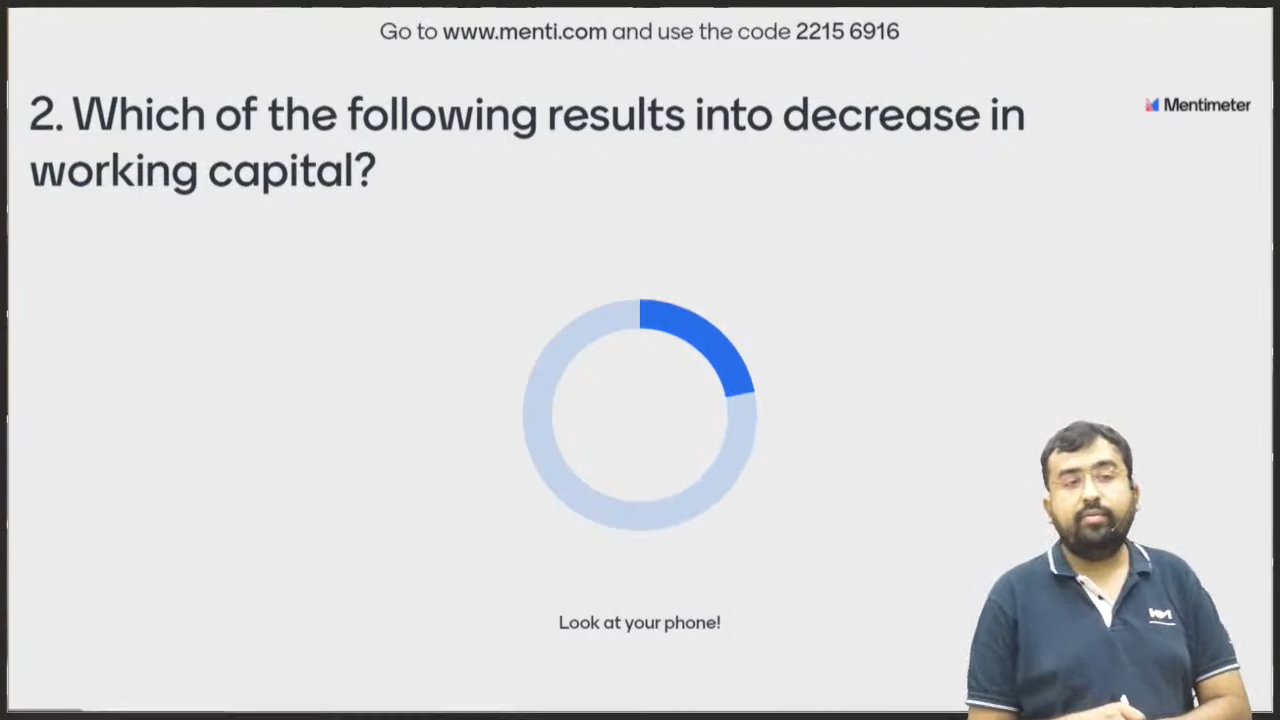 Go to www.menti.com and use the code 2215 6916
2. Which of the following results into decrease in
working capital?
Mentimeter
Look at your phone!